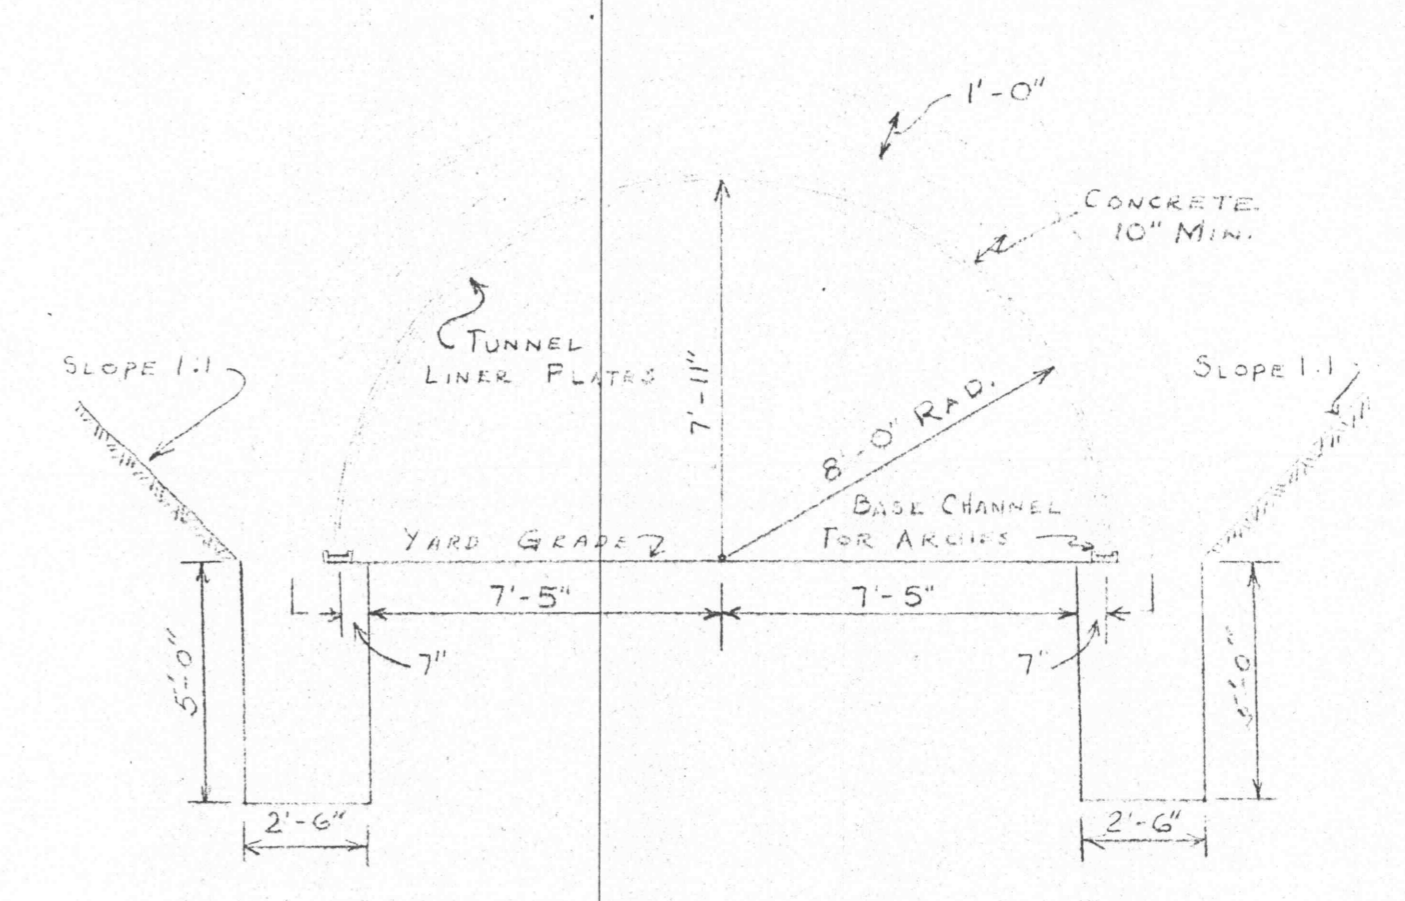 1'-0"
CONCRETE
10" MIN.
TUNNEL
LINER PLATES
SLOPE 1:1
SLOPE 1:1
7'-11"
8'-0" RAD.
BASE CHANNEL
FOR ARCHES
YARD GRADE
7'-5"
7'-5"
7"
7"
5'-0"
5'-0"
2'-6"
2'-6"